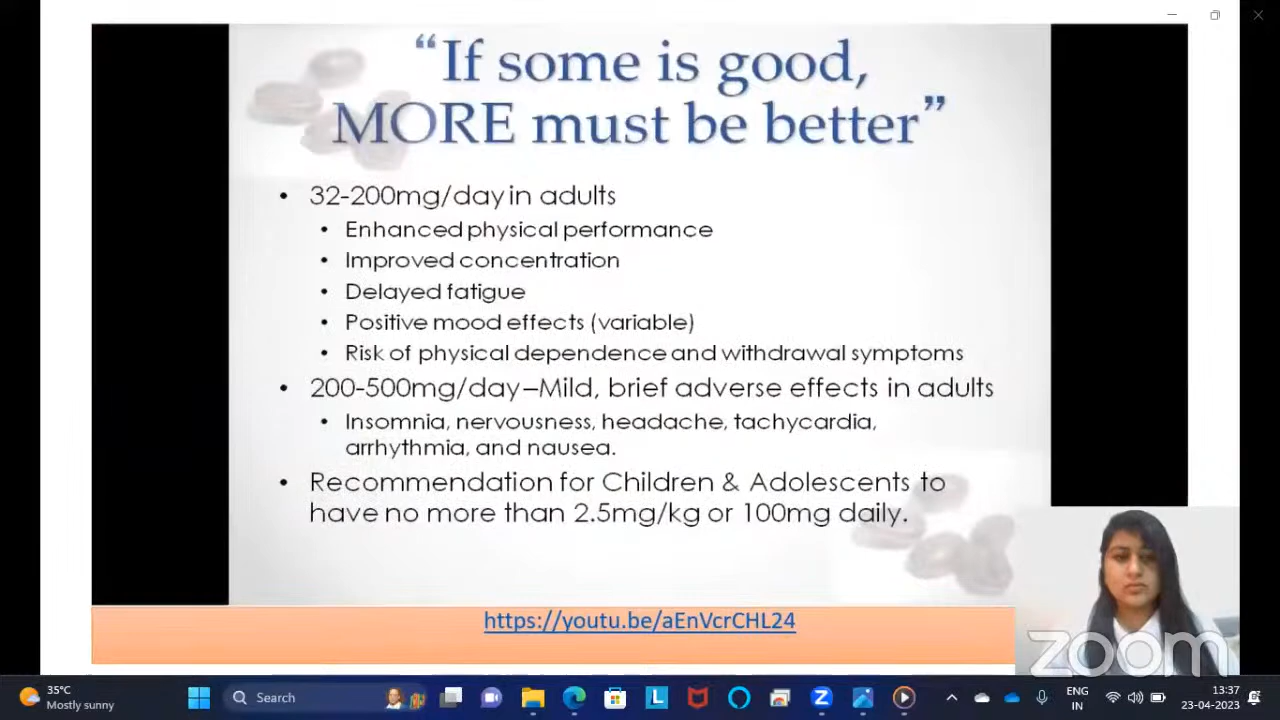 “If some is good,
MORE must be better”
• 32-200mg/day in adults
• Enhanced physical performance
• Improved concentration
• Delayed fatigue
• Positive mood effects (variable)
• Risk of physical dependence and withdrawal symptoms
• 200-500mg/day–Mild, brief adverse effects in adults
• Insomnia, nervousness, headache, tachycardia,
arrhythmia, and nausea.
• Recommendation for Children & Adolescents to
have no more than 2.5mg/kg or 100mg daily.
https://youtu.be/aEnVcrCHL24
zoom
35°C
Mostly sunny
Search
L
Z
ENG
IN
13:37
23-04-2023